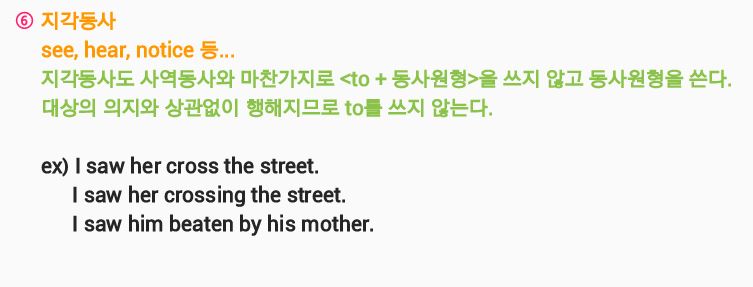 ⑥ 지각동사
see, hear, notice 등...
지각동사도 사역동사와 마찬가지로 <to + 동사원형>을 쓰지 않고 동사원형을 쓴다.
대상의 의지와 상관없이 행해지므로 to를 쓰지 않는다.
ex) I saw her cross the street.
I saw her crossing the street.
I saw him beaten by his mother.